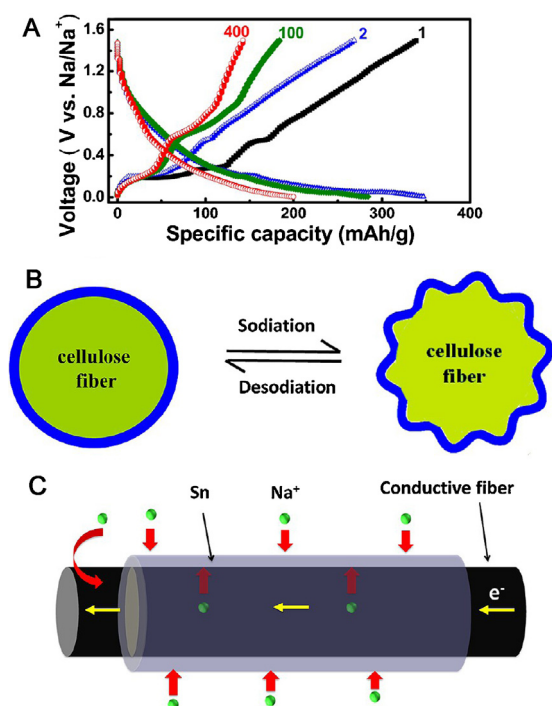 A
400
100
2
1
1.6
1.2
0.8
0.4
0.0
Voltage ( V vs. Na/Na⁺)
0
100
200
300
400
Specific capacity (mAh/g)
B
cellulose
fiber
Sodiation
Desodiation
cellulose
fiber
C
Sn
Na⁺
Conductive fiber
e⁻